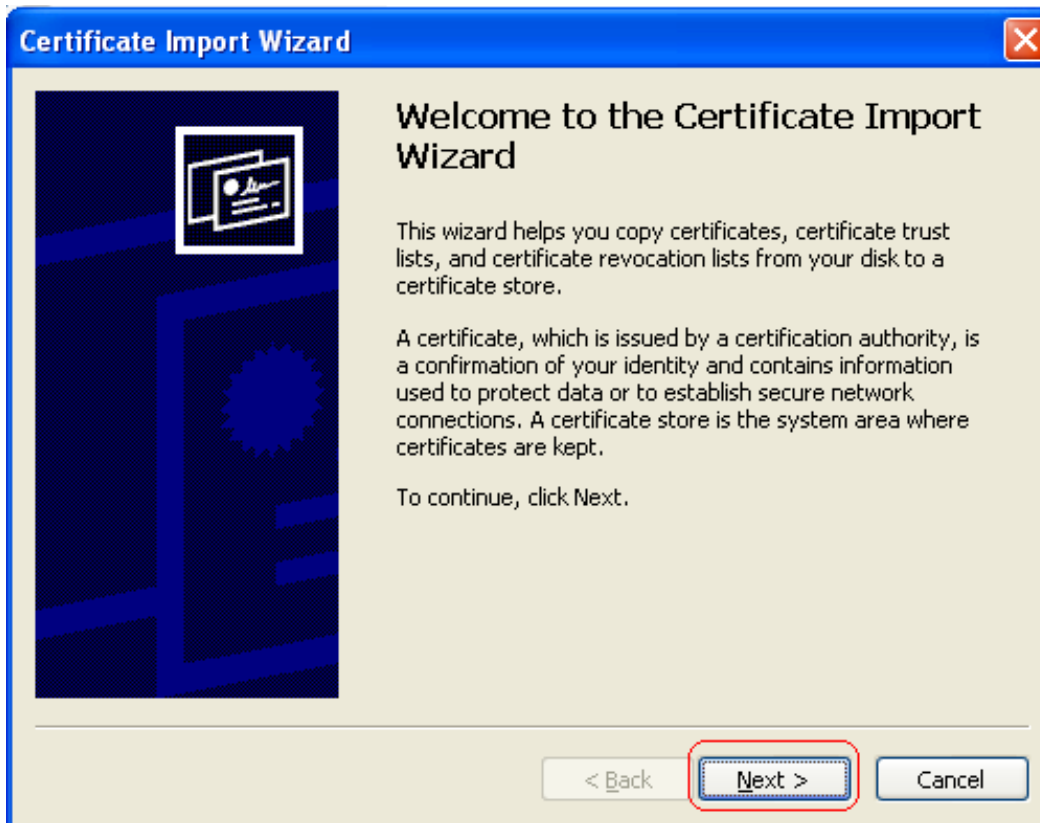 Certificate Import Wizard
Welcome to the Certificate Import
Wizard
This wizard helps you copy certificates, certificate trust
lists, and certificate revocation lists from your disk to a
certificate store.
A certificate, which is issued by a certification authority, is
a confirmation of your identity and contains information
used to protect data or to establish secure network
connections. A certificate store is the system area where
certificates are kept.
To continue, click Next.
< Back Next > Cancel